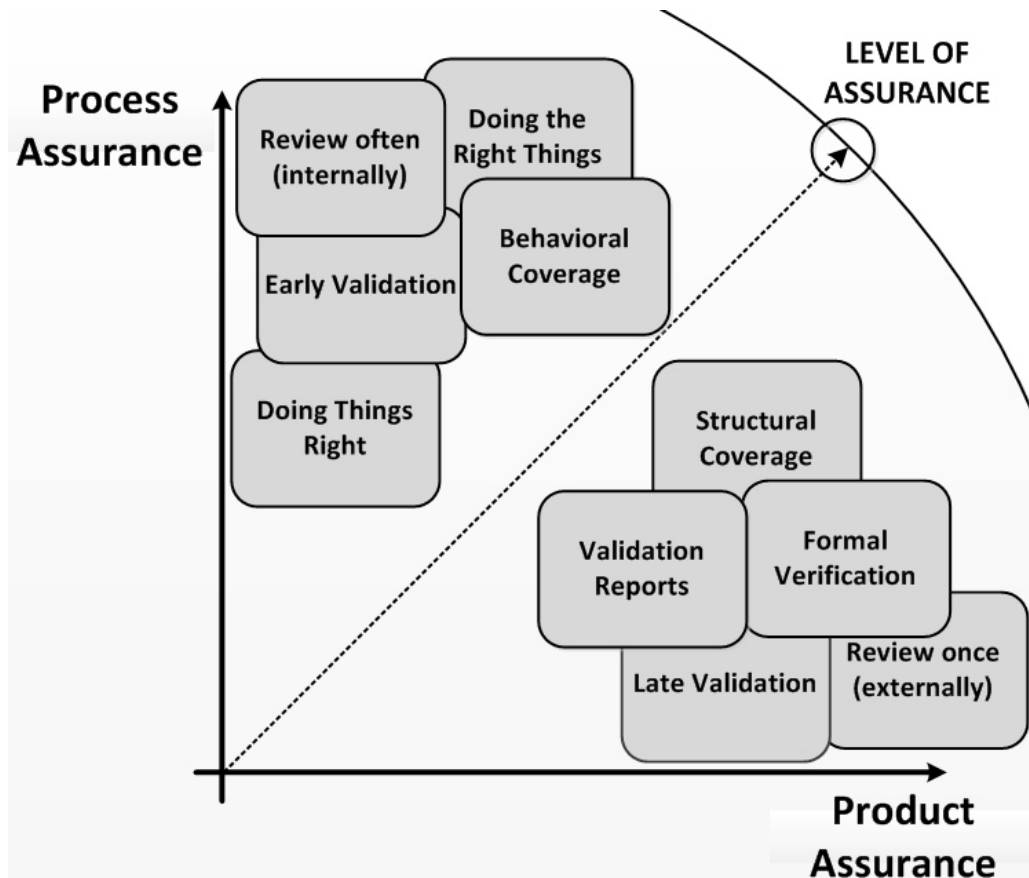 LEVEL OF
ASSURANCE
Process
Assurance
Review often
(internally)
Doing the
Right Things
Behavioral
Coverage
Early Validation
Doing Things
Right
Structural
Coverage
Validation
Reports
Formal
Verification
Late Validation
Review once
(externally)
Product
Assurance